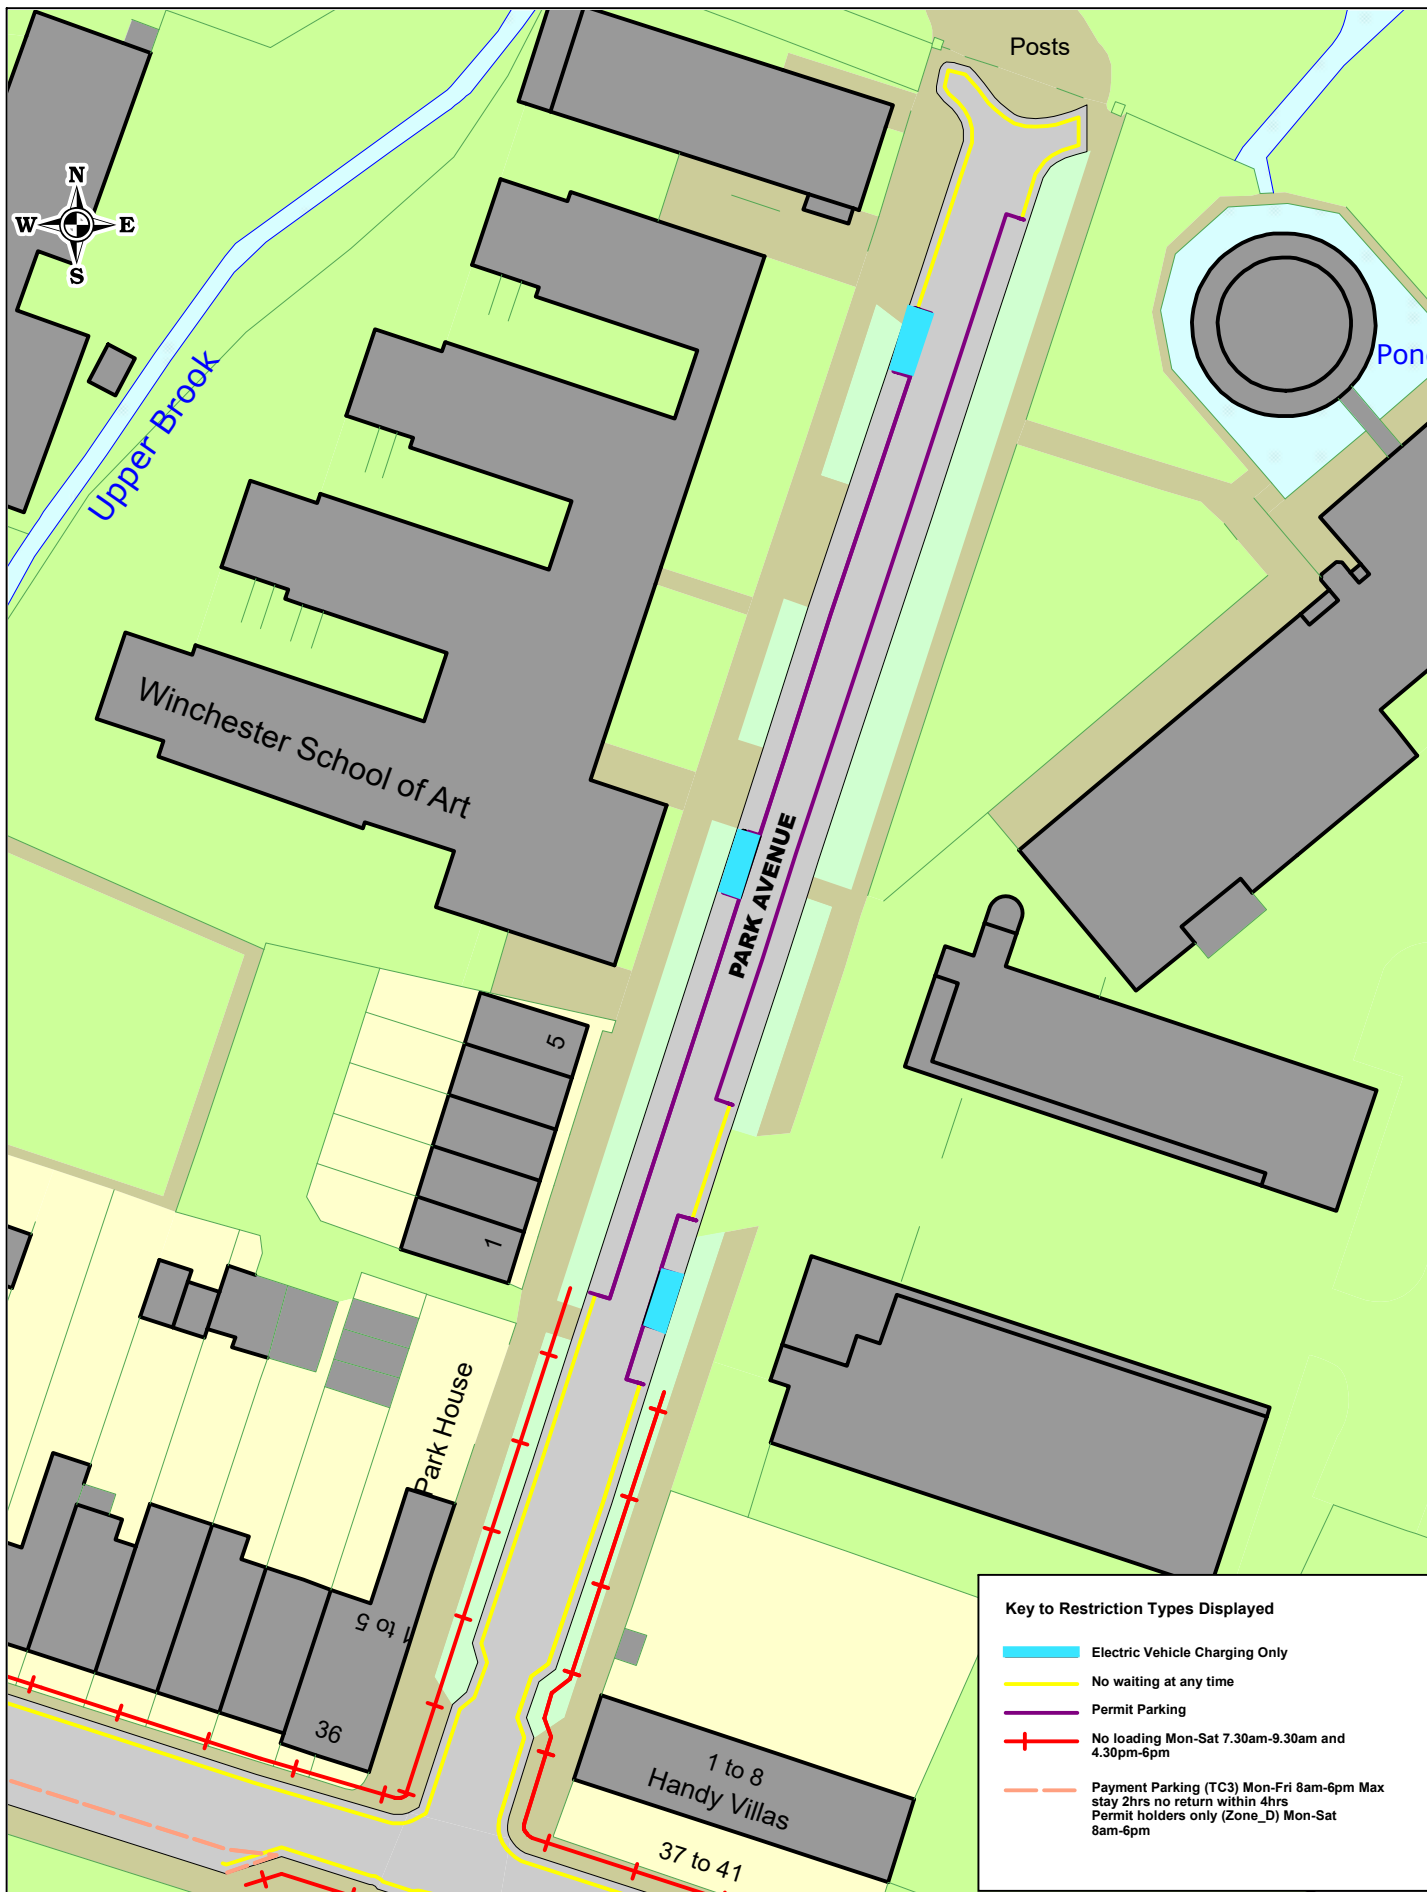 Posts
N
W E
S
Upper Brook
Winchester School of Art
PARK AVENUE
5
1
Park House
1 to 5
36
1 to 8
Handy Villas
37 to 41
Key to Restriction Types Displayed
Electric Vehicle Charging Only
No waiting at any time
Permit Parking
No loading Mon-Sat 7.30am-9.30am and
4.30pm-6pm
Payment Parking (TC3) Mon-Fri 8am-6pm Max
stay 2hrs no return within 4hrs
Permit holders only (Zone_D) Mon-Sat
8am-6pm